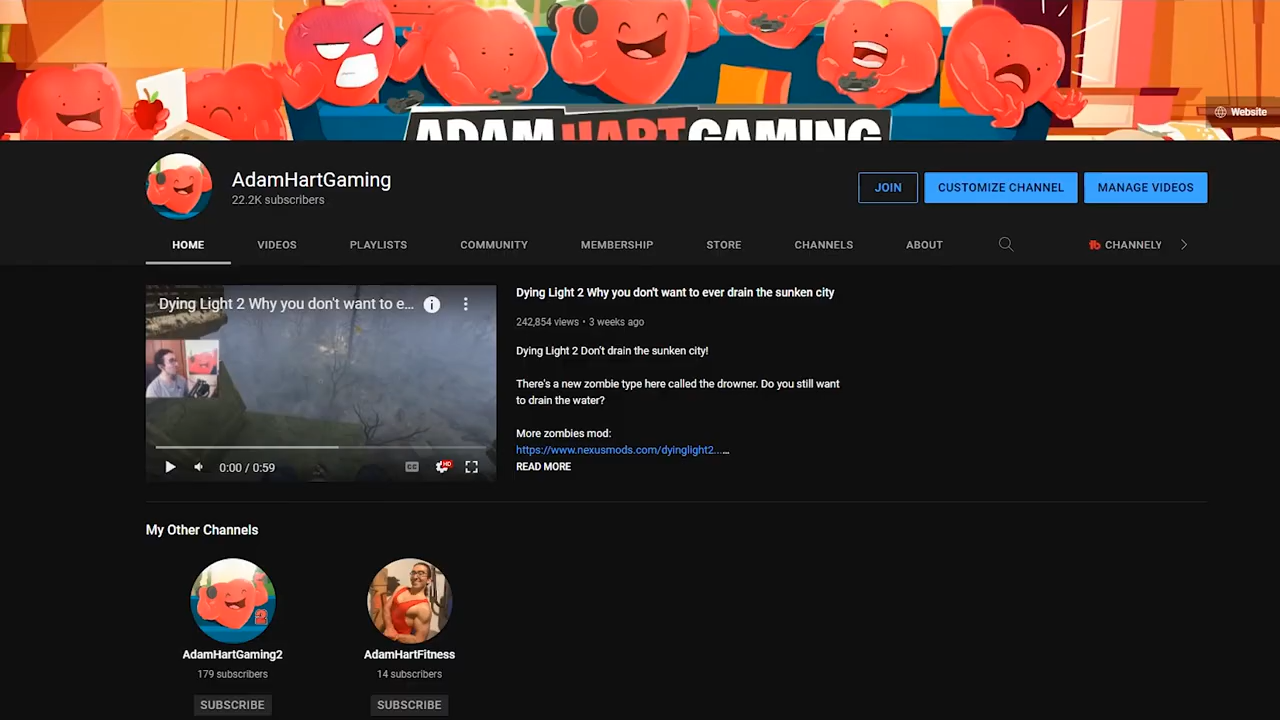 ADAM HART GAMING
Website
AdamHartGaming
22.2K subscribers
JOIN
CUSTOMIZE CHANNEL
MANAGE VIDEOS
HOME
VIDEOS
PLAYLISTS
COMMUNITY
MEMBERSHIP
STORE
CHANNELS
ABOUT
CHANNELY
Dying Light 2 Why you don't want to e...
Dying Light 2 Why you don't want to ever drain the sunken city
242,854 views • 3 weeks ago
Dying Light 2 Don't drain the sunken city!
There's a new zombie type here called the drowner. Do you still want
to drain the water?
More zombies mod:
https://www.nexusmods.com/dyinglight2......
READ MORE
0:00 / 0:59
CC
HD
My Other Channels
AdamHartGaming2
179 subscribers
SUBSCRIBE
AdamHartFitness
14 subscribers
SUBSCRIBE